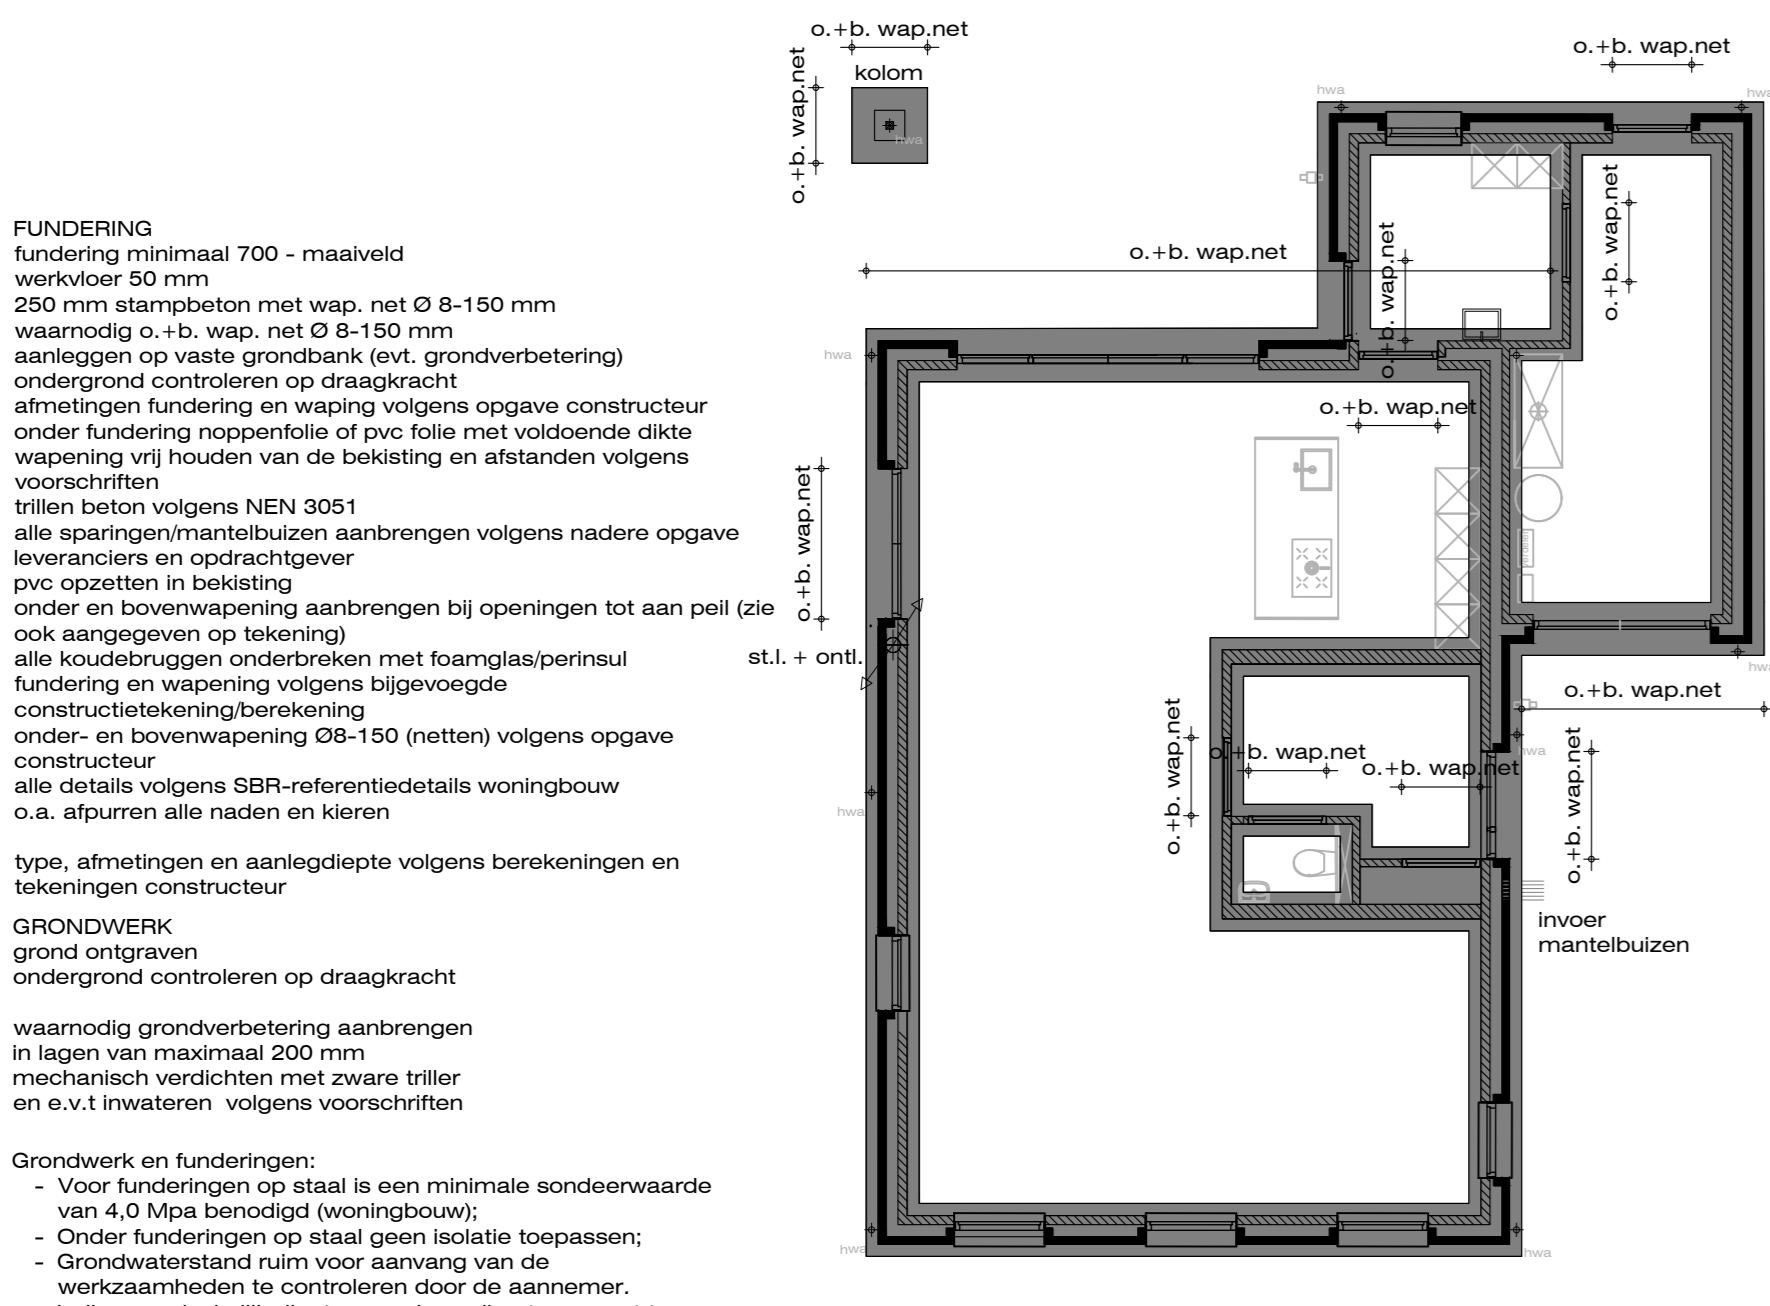 FUNDERING
fundering minimaal 700 - maaiveld
werkvloer 50 mm
250 mm stampbeton met wap. net Ø 8-150 mm
waarnodig o.+b. wap. net Ø 8-150 mm
aanleggen op vaste grondbank (evt. grondverbetering)
ondergrond controleren op draagkracht
afmetingen fundering en waping volgens opgave constructeur
onder fundering noppenfolie of pvc folie met voldoende dikte
wapening vrij houden van de bekisting en afstanden volgens
voorschriften
trillen beton volgens NEN 3051
alle sparingen/mantelbuizen aanbrengen volgens nadere opgave
leveranciers en opdrachtgever
pvc opzetten in bekisting
onder en bovenwapening aanbrengen bij openingen tot aan peil (zie
ook aangegeven op tekening)
alle koudebruggen onderbreken met foamglas/perinsul
fundering en wapening volgens bijgevoegde
constructietekening/berekening
onder- en bovenwapening Ø8-150 (netten) volgens opgave
constructeur
alle details volgens SBR-referentiedetails woningbouw
o.a. afpurren alle naden en kieren
type, afmetingen en aanlegdiepte volgens berekeningen en
tekeningen constructeur
GRONDWERK
grond ontgraven
ondergrond controleren op draagkracht
waarnodig grondverbetering aanbrengen
in lagen van maximaal 200 mm
mechanisch verdichten met zware triller
en e.v.t inwateren volgens voorschriften
Grondwerk en funderingen:
- Voor funderingen op staal is een minimale sondeerwaarde
van 4,0 Mpa benodigd (woningbouw);
- Onder funderingen op staal geen isolatie toepassen;
- Grondwaterstand ruim voor aanvang van de
werkzaamheden te controleren door de aannemer.
o.+b. wap.net
o.+b. wap.net
kolom
hwa
o.+b. wap.net
hwa
hwa
o.+b. wap.net
o.+b. wap.net
o.+b. wap.net
hwa
o.+b. wap.net
o.+b. wap.net
st.l. + ontl.
hwa
o.+b. wap.net
o.+b. wap.net
o.+b. wap.net
o.+b. wap.net
hwa
o.+b. wap.net
hwa
invoer
mantelbuizen
hwa
hwa